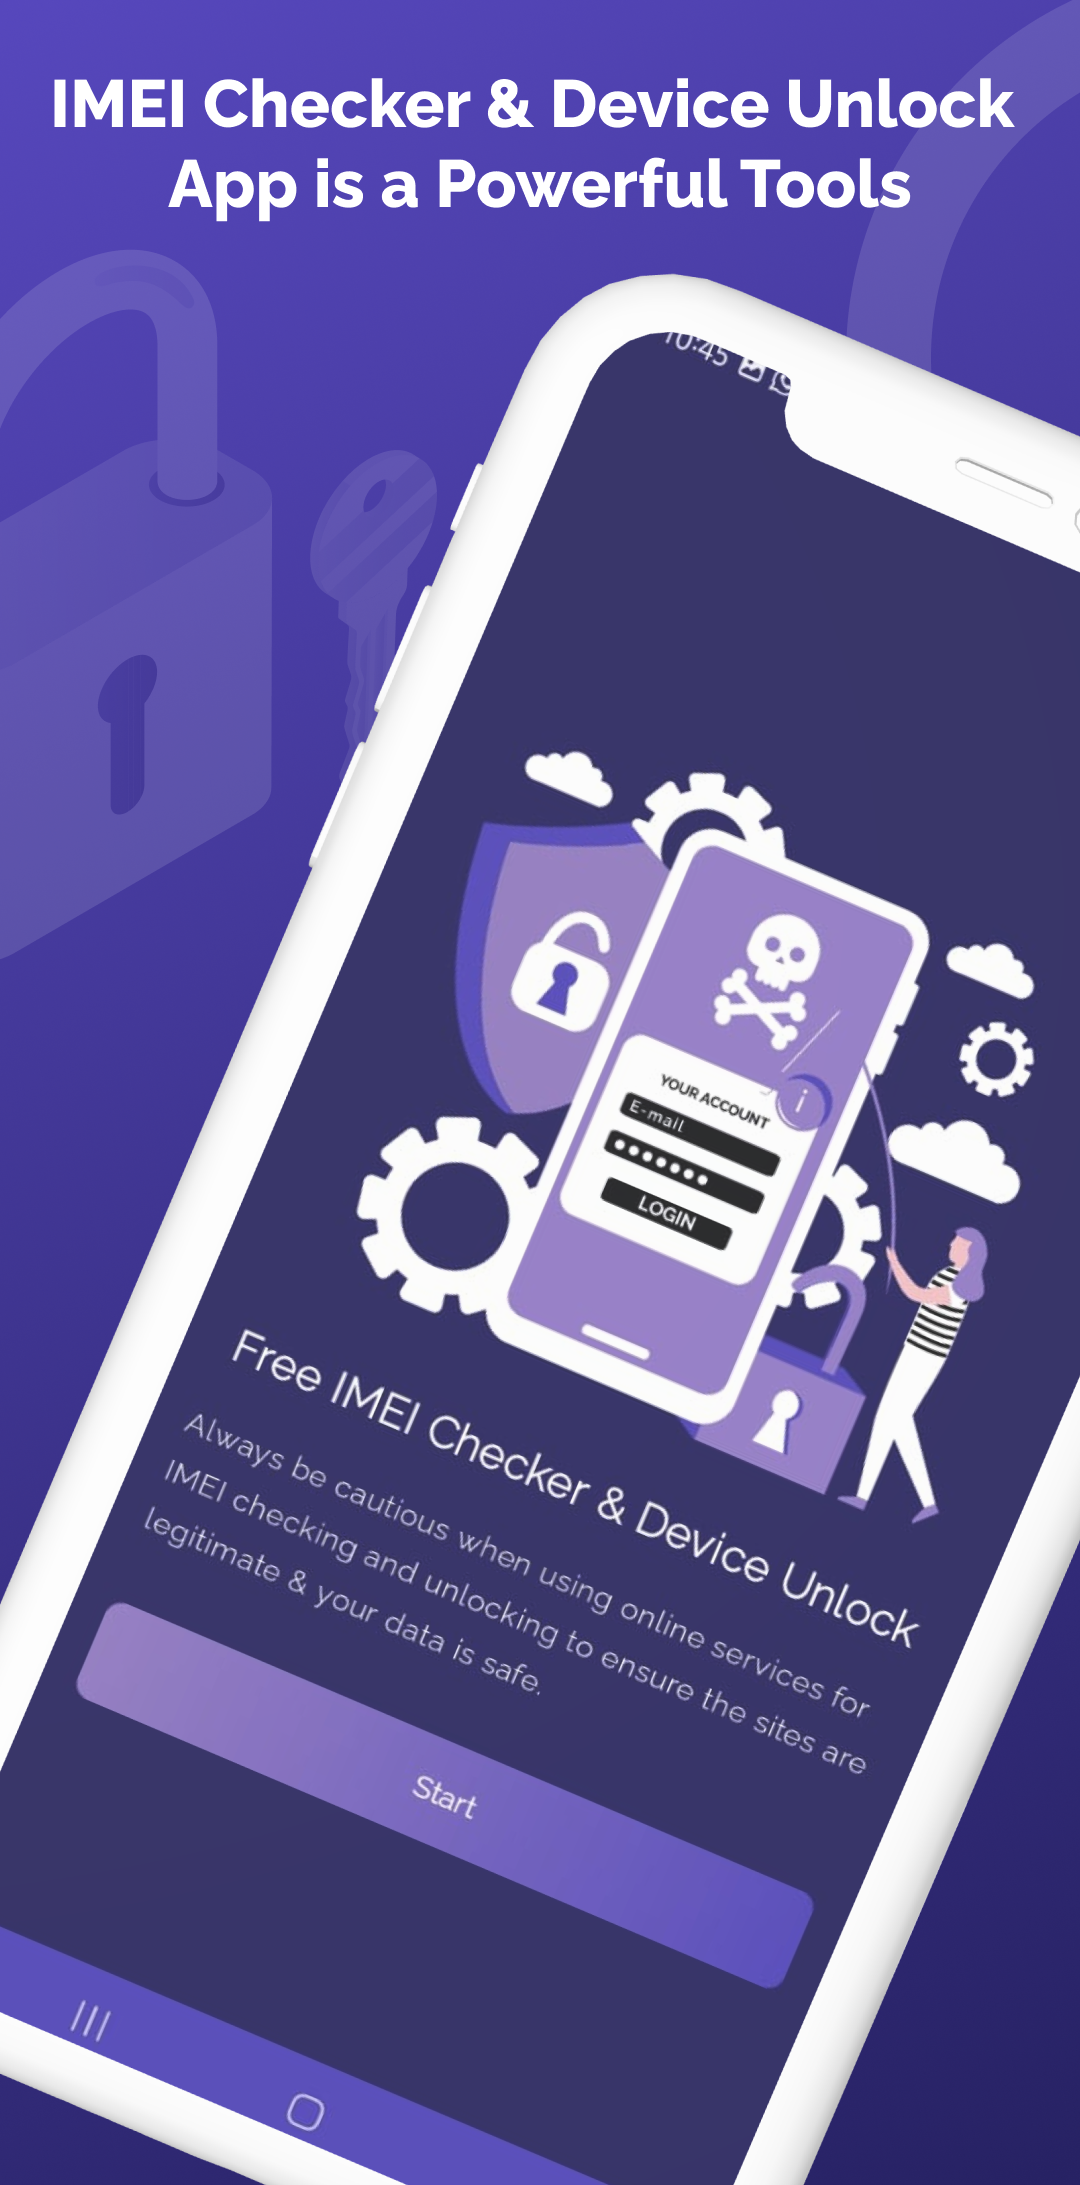 IMEI Checker & Device Unlock
App is a Powerful Tools
10:45
YOUR ACCOUNT
E-mail
LOGIN
Free IMEI Checker & Device Unlock
Always be cautious when using online services for
IMEI checking and unlocking to ensure the sites are
legitimate & your data is safe.
Start